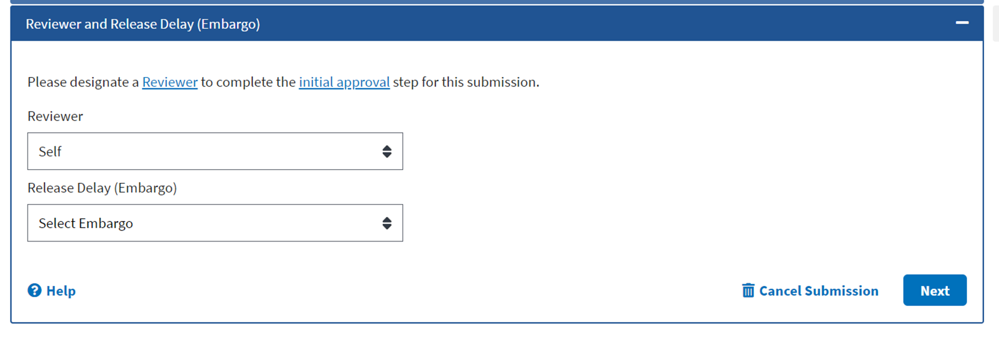 Reviewer and Release Delay (Embargo)
Please designate a Reviewer to complete the initial approval step for this submission.
Reviewer
Self
Release Delay (Embargo)
Select Embargo
Help
Cancel Submission
Next